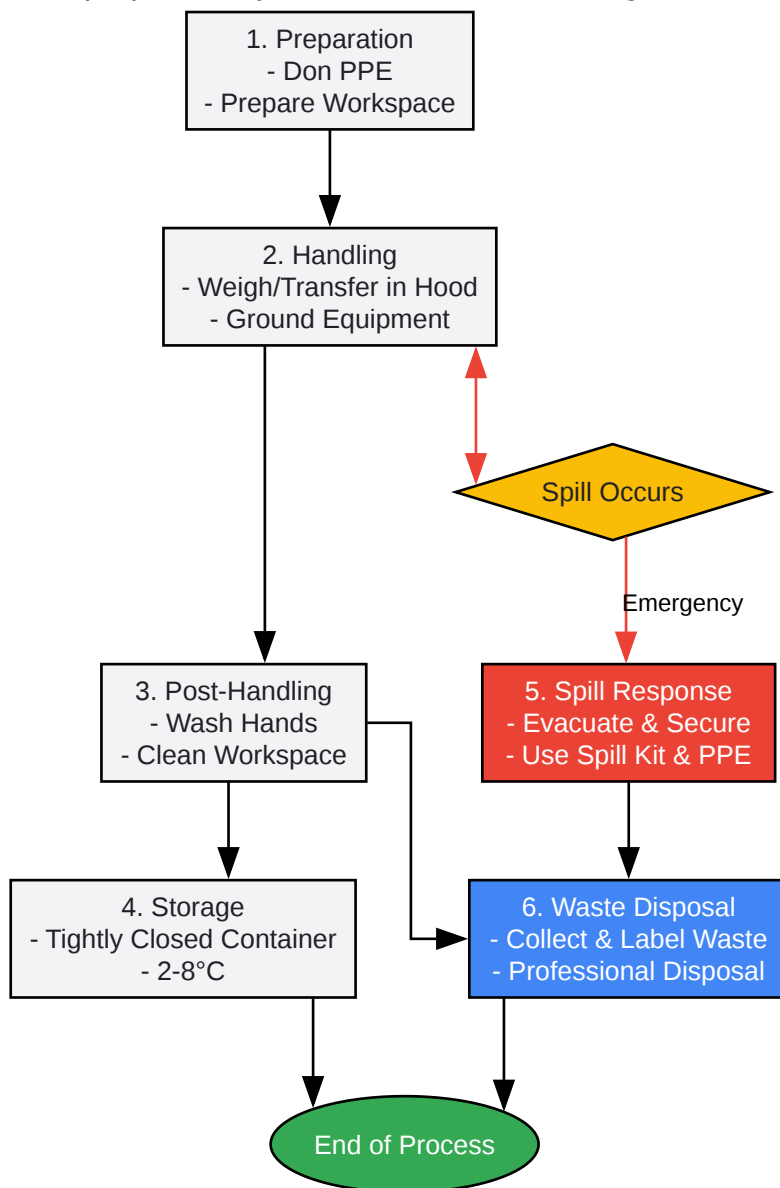 1. Preparation
- Don PPE
- Prepare Workspace
2. Handling
- Weigh/Transfer in Hood
- Ground Equipment
Spill Occurs
Emergency
3. Post-Handling
- Wash Hands
- Clean Workspace
5. Spill Response
- Evacuate & Secure
- Use Spill Kit & PPE
4. Storage
- Tightly Closed Container
- 2-8°C
6. Waste Disposal
- Collect & Label Waste
- Professional Disposal
End of Process